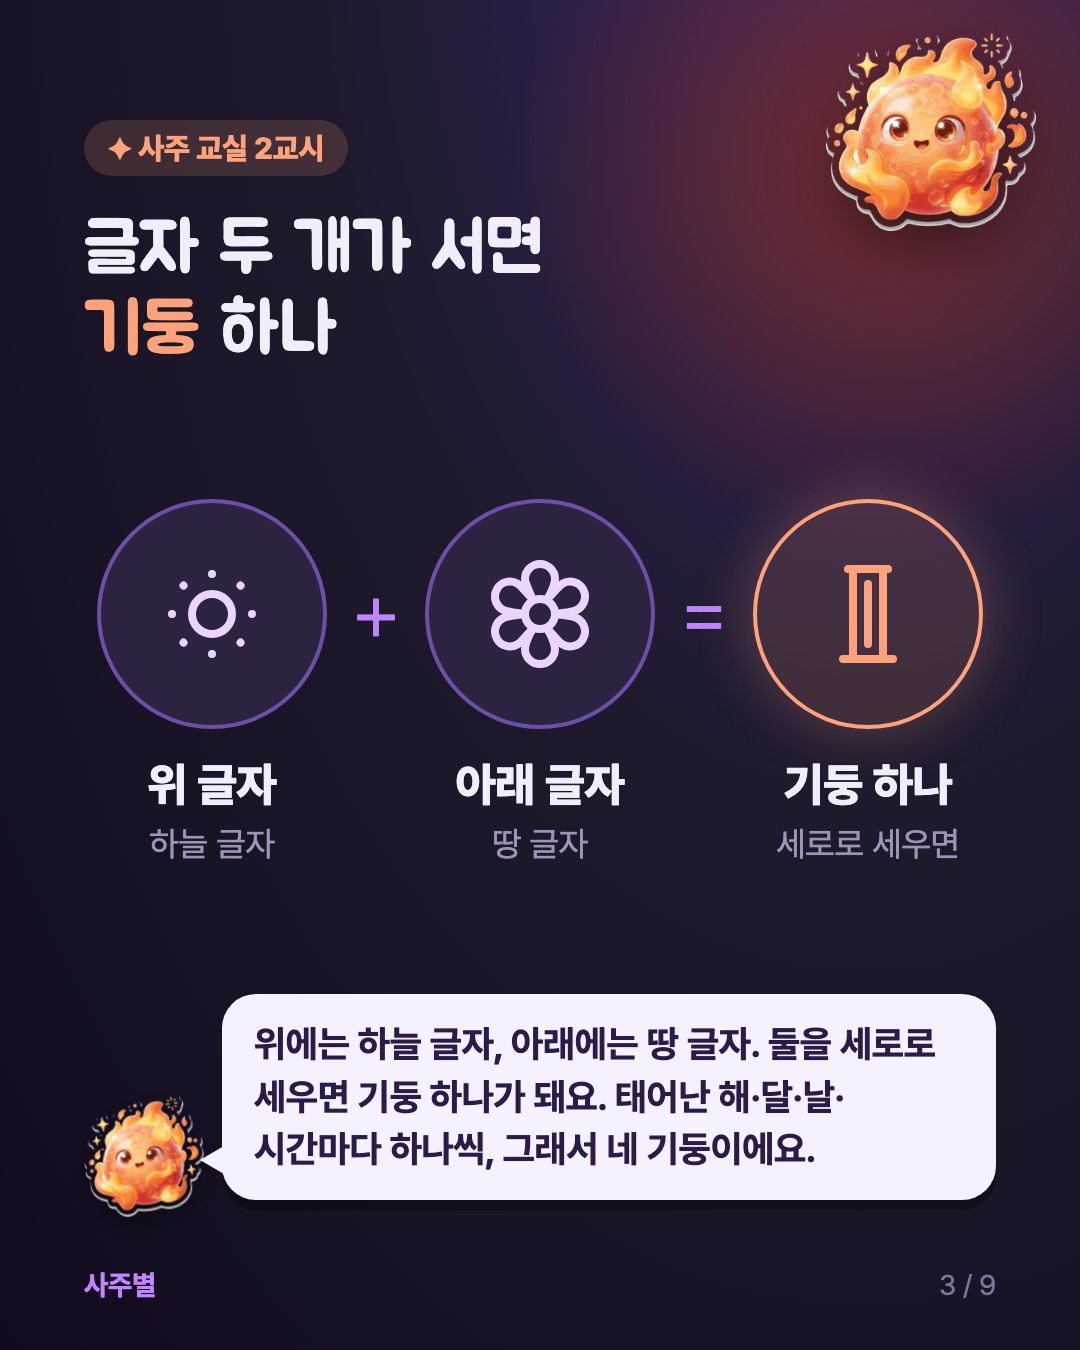 ✦ 사주 교실 2교시
글자 두 개가 서면
기둥 하나
+
=
위 글자
아래 글자
기둥 하나
하늘 글자
땅 글자
세로로 세우면
위에는 하늘 글자, 아래에는 땅 글자. 둘을 세로로
세우면 기둥 하나가 돼요. 태어난 해·달·날·
시간마다 하나씩, 그래서 네 기둥이에요.
사주별
3 / 9